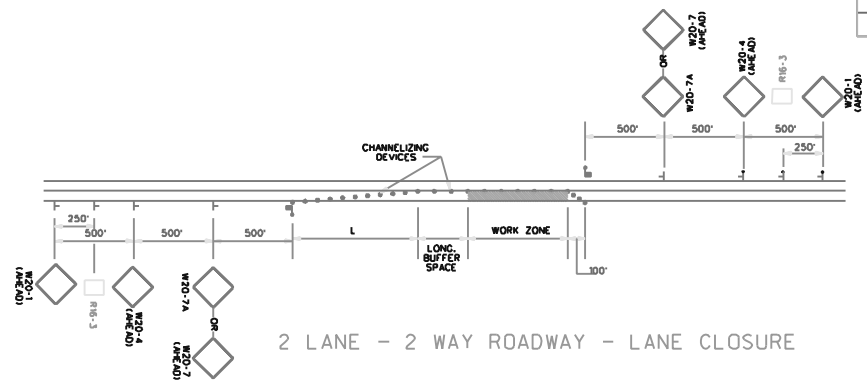 W20-7
(AHEAD)
OR
W20-7A
W20-4
(AHEAD)
R16-3
W20-1
(AHEAD)
500'
500'
500'
250'
CHANNELIZING
DEVICES
250'
500'
500'
500'
L
LONG.
BUFFER
SPACE
WORK ZONE
100'
W20-1
(AHEAD)
R16-3
W20-4
(AHEAD)
W20-7A
OR
W20-7
(AHEAD)
2 LANE - 2 WAY ROADWAY - LANE CLOSURE